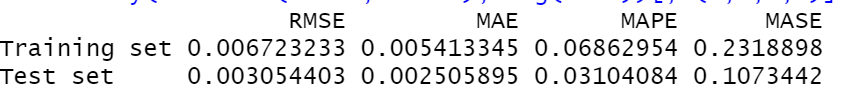 RMSE MAE MAPE MASE
Training set 0.006723233 0.005413345 0.06862954 0.2318898
Test set 0.003054403 0.002505895 0.03104084 0.1073442